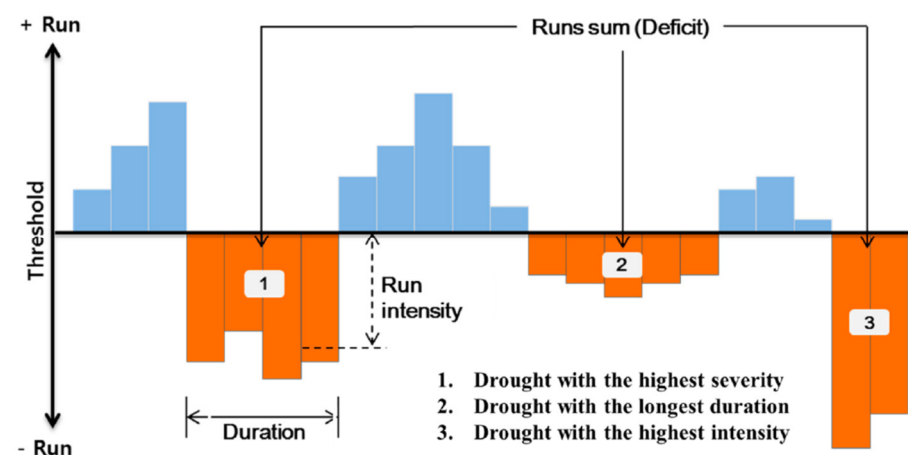 + Run
Runs sum (Deficit)
Threshold
1
2
3
Run
intensity
Duration
1. Drought with the highest severity
2. Drought with the longest duration
3. Drought with the highest intensity
- Run